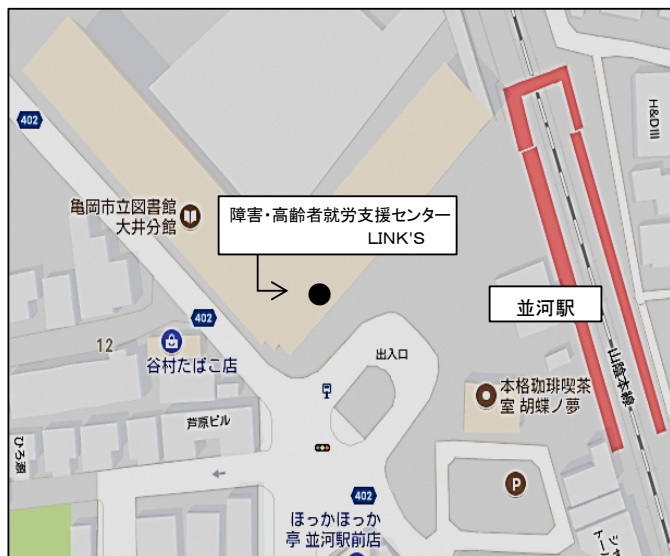 402
H&DIII
亀岡市立図書館
大井分館
障害・高齢者就労支援センター
LINK'S
並河駅
402
12
谷村たばこ店
出入口
山陰本線
本格珈琲喫茶
室 胡蝶ノ夢
芦原ビル
ひろ瀬
P
402
ほっかほっか
亭 並河駅前店